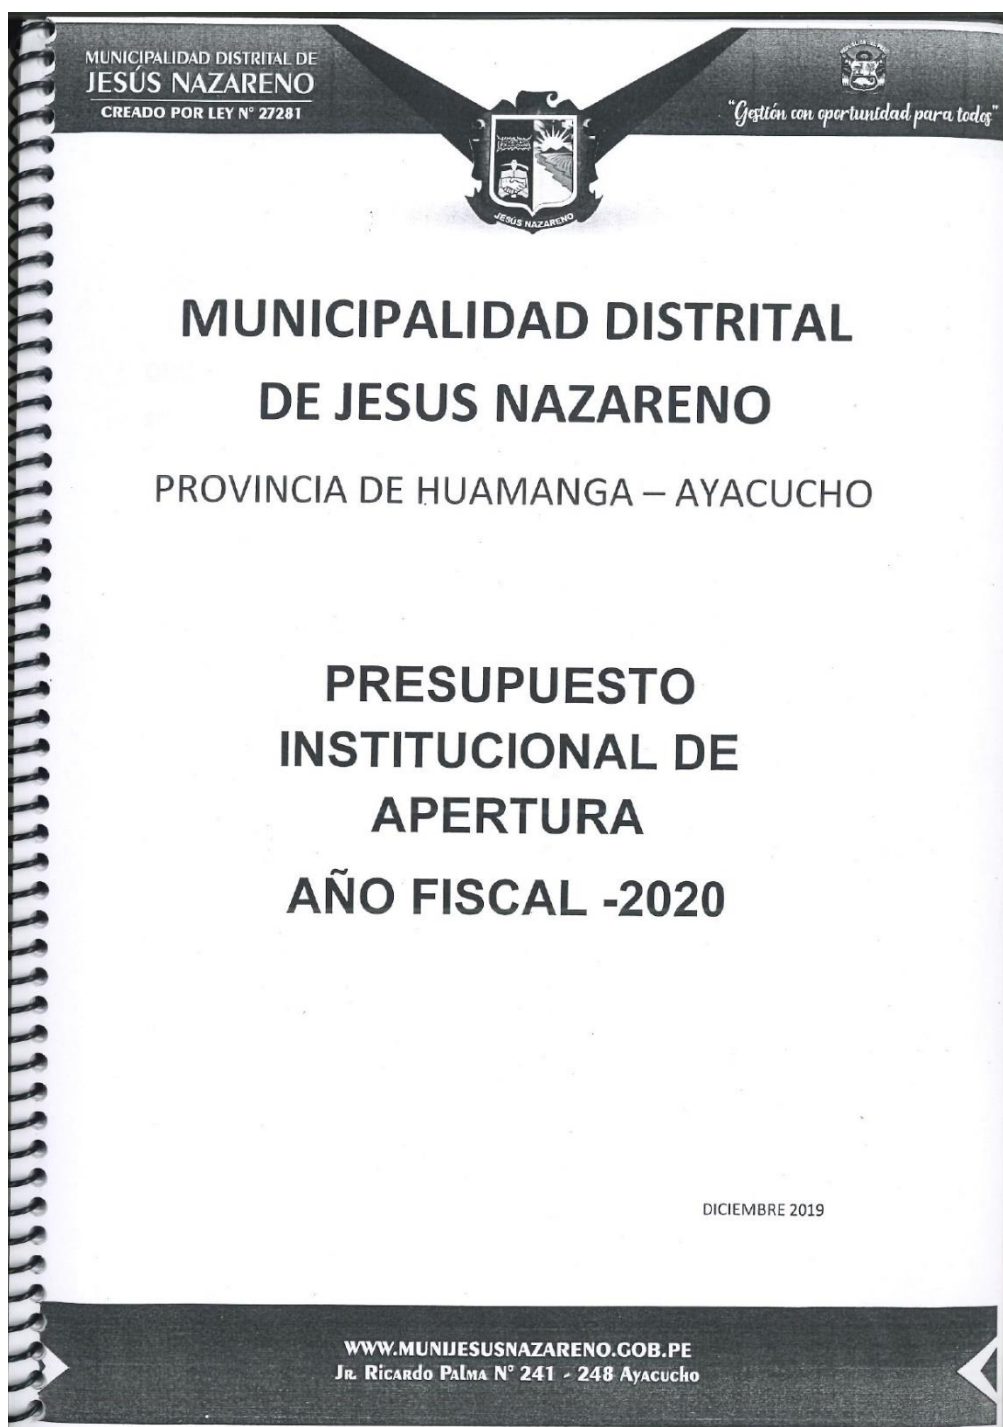 MUNICIPALIDAD DISTRITAL DE
JESÚS NAZARENO
CREADO POR LEY N° 27281
"Gestión con oportunidad para todos"
JESÚS NAZARENO
MUNICIPALIDAD DISTRITAL
DE JESUS NAZARENO
PROVINCIA DE HUAMANGA – AYACUCHO
PRESUPUESTO
INSTITUCIONAL DE
APERTURA
AÑO FISCAL -2020
DICIEMBRE 2019
WWW.MUNIJESUSNAZARENO.GOB.PE
JR. RICARDO PALMA N° 241 - 248 AYACUCHO